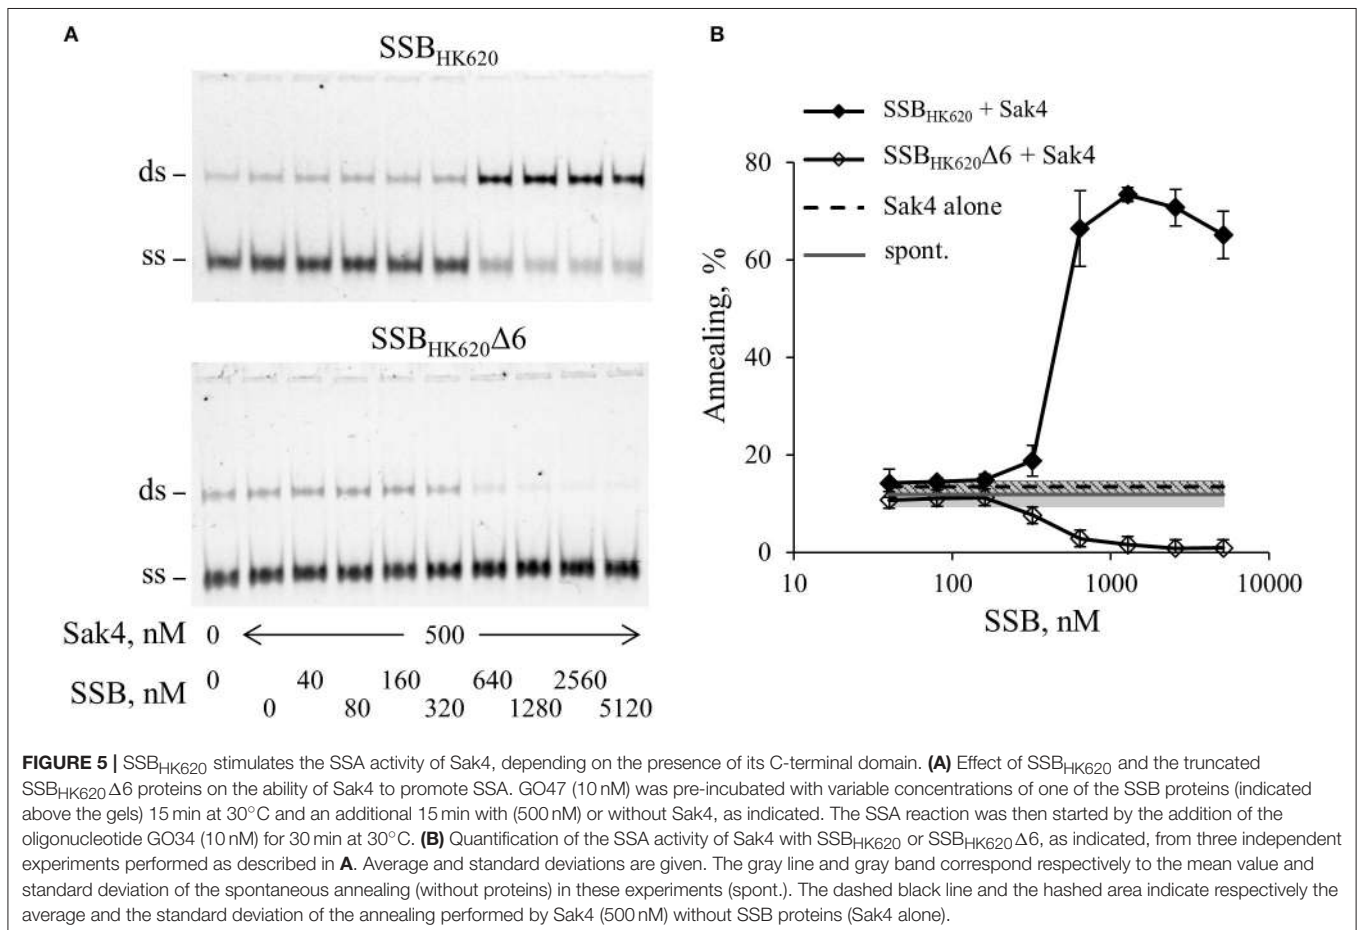 A
SSB_HK620
ds –
ss –
SSB_HK620Δ6
ds –
ss –
Sak4, nM 0 500
SSB, nM 0 0 40 80 160 320 640 1280 2560 5120
B
SSB_HK620 + Sak4
SSB_HK620Δ6 + Sak4
Sak4 alone
spont.
Annealing, %
80
60
40
20
0
10 100 1000 10000
SSB, nM
FIGURE 5 | SSB_HK620 stimulates the SSA activity of Sak4, depending on the presence of its C-terminal domain. (A) Effect of SSB_HK620 and the truncated
SSB_HK620Δ6 proteins on the ability of Sak4 to promote SSA. GO47 (10 nM) was pre-incubated with variable concentrations of one of the SSB proteins (indicated
above the gels) 15 min at 30°C and an additional 15 min with (500 nM) or without Sak4, as indicated. The SSA reaction was then started by the addition of the
oligonucleotide GO34 (10 nM) for 30 min at 30°C. (B) Quantification of the SSA activity of Sak4 with SSB_HK620 or SSB_HK620Δ6, as indicated, from three independent
experiments performed as described in A. Average and standard deviations are given. The gray line and gray band correspond respectively to the mean value and
standard deviation of the spontaneous annealing (without proteins) in these experiments (spont.). The dashed black line and the hashed area indicate respectively the
average and the standard deviation of the annealing performed by Sak4 (500 nM) without SSB proteins (Sak4 alone).